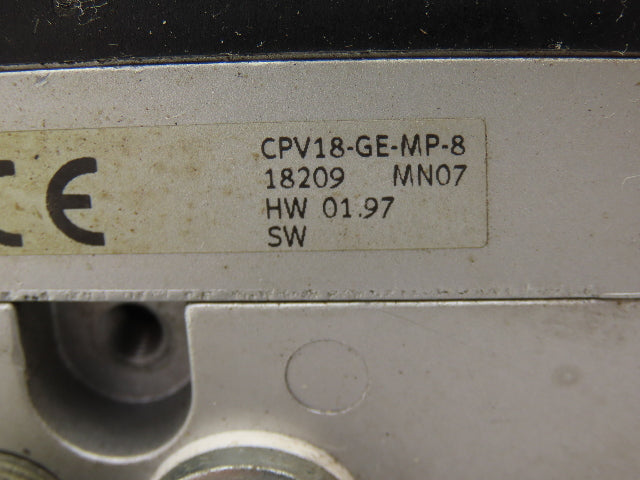 CE
CPV18-GE-MP-8
18209 MN07
HW 01.97
SW